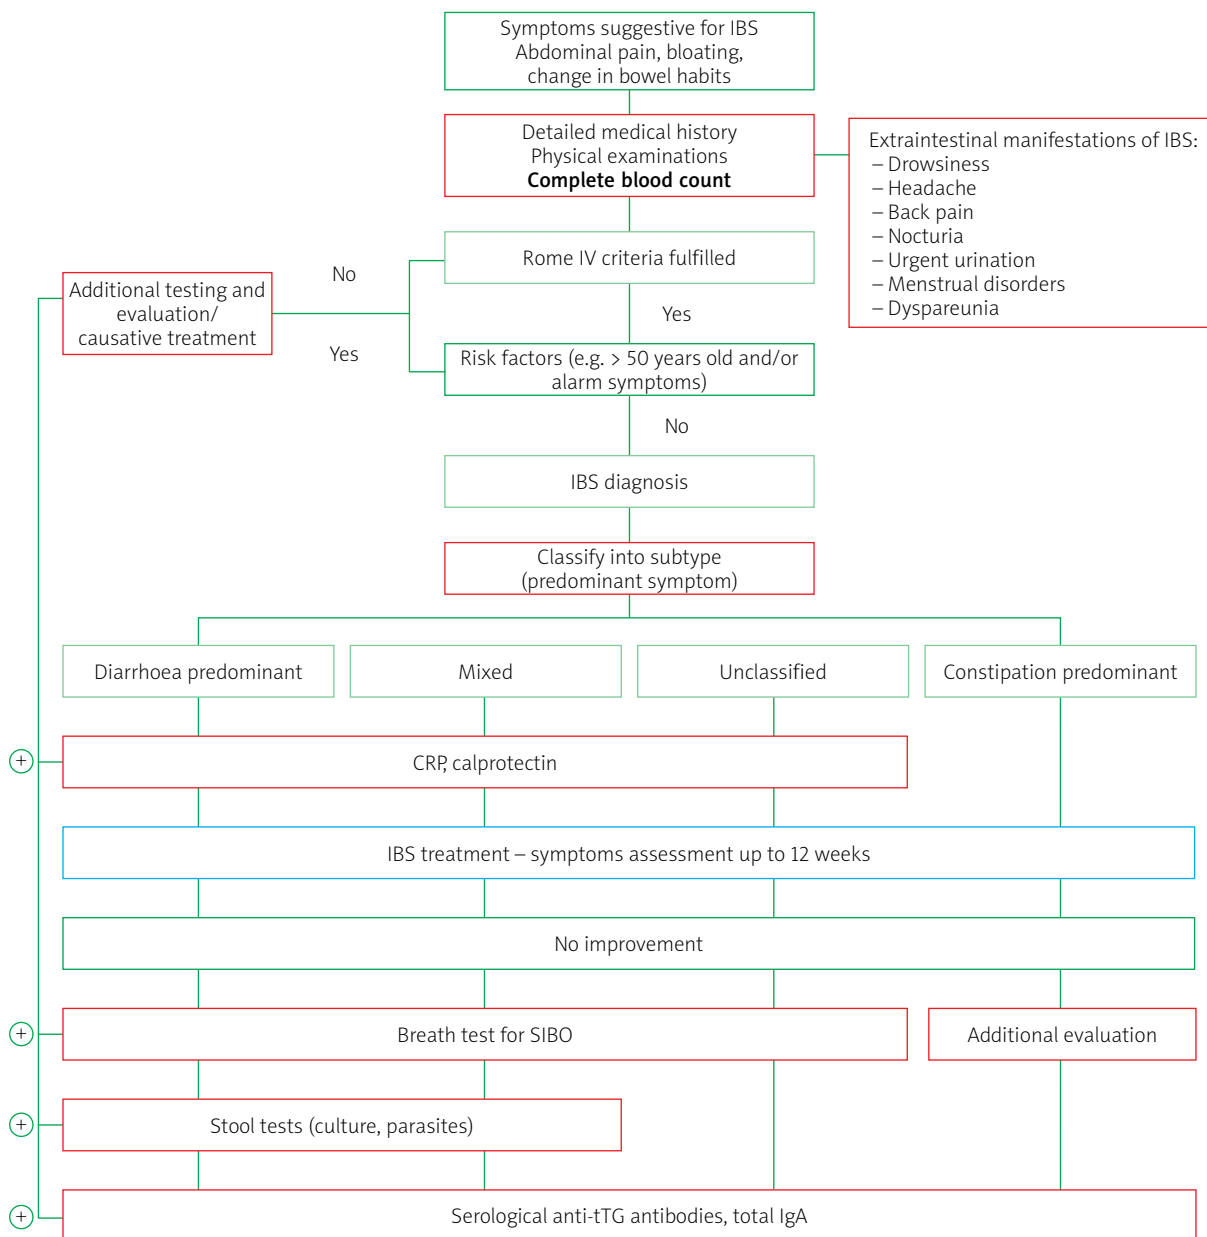 Symptoms suggestive for IBS
Abdominal pain, bloating,
change in bowel habits
Detailed medical history
Physical examinations
Complete blood count
Extraintestinal manifestations of IBS:
– Drowsiness
– Headache
– Back pain
– Nocturia
– Urgent urination
– Menstrual disorders
– Dyspareunia
Rome IV criteria fulfilled
No
Additional testing and
evaluation/
causative treatment
Yes
Yes
Risk factors (e.g. > 50 years old and/or
alarm symptoms)
No
IBS diagnosis
Classify into subtype
(predominant symptom)
Diarrhoea predominant
Mixed
Unclassified
Constipation predominant
+
CRP, calprotectin
IBS treatment – symptoms assessment up to 12 weeks
No improvement
+
Breath test for SIBO
Additional evaluation
+
Stool tests (culture, parasites)
+
Serological anti-tTG antibodies, total IgA